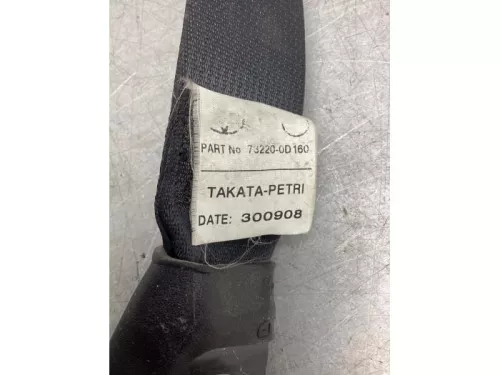 PART No 73220-0D160
TAKATA-PETRI
DATE: 300908